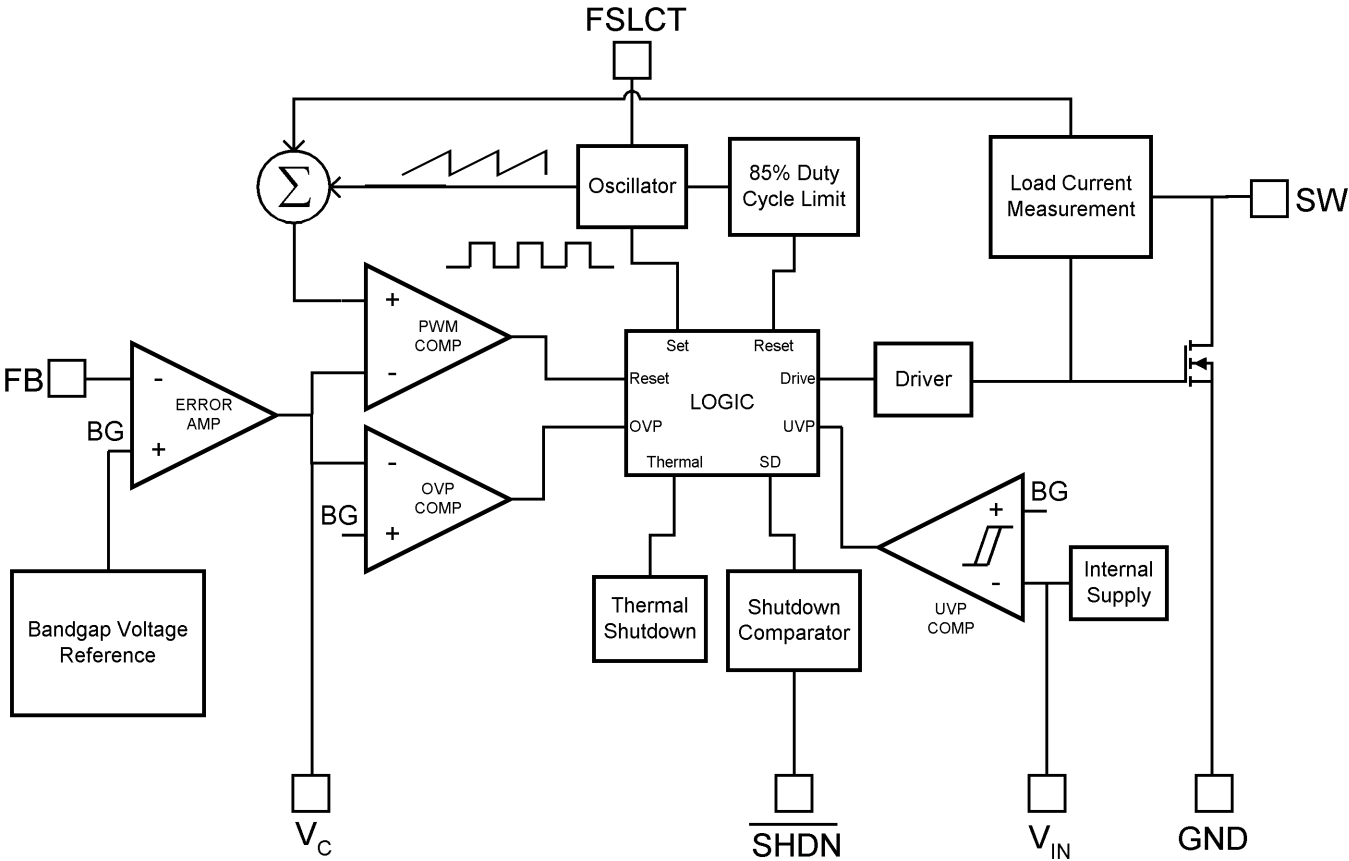 FSLCT
Oscillator
85% Duty
Cycle Limit
Load Current
Measurement
SW
Σ
+
PWM
COMP
-
FB
-
ERROR
AMP
BG
+
Set
Reset
Reset
Drive
LOGIC
OVP
UVP
Thermal
SD
Driver
-
OVP
COMP
BG
+
BG
+
-
UVP
COMP
Internal
Supply
Bandgap Voltage
Reference
Thermal
Shutdown
Shutdown
Comparator
VC
SHDN
VIN
GND